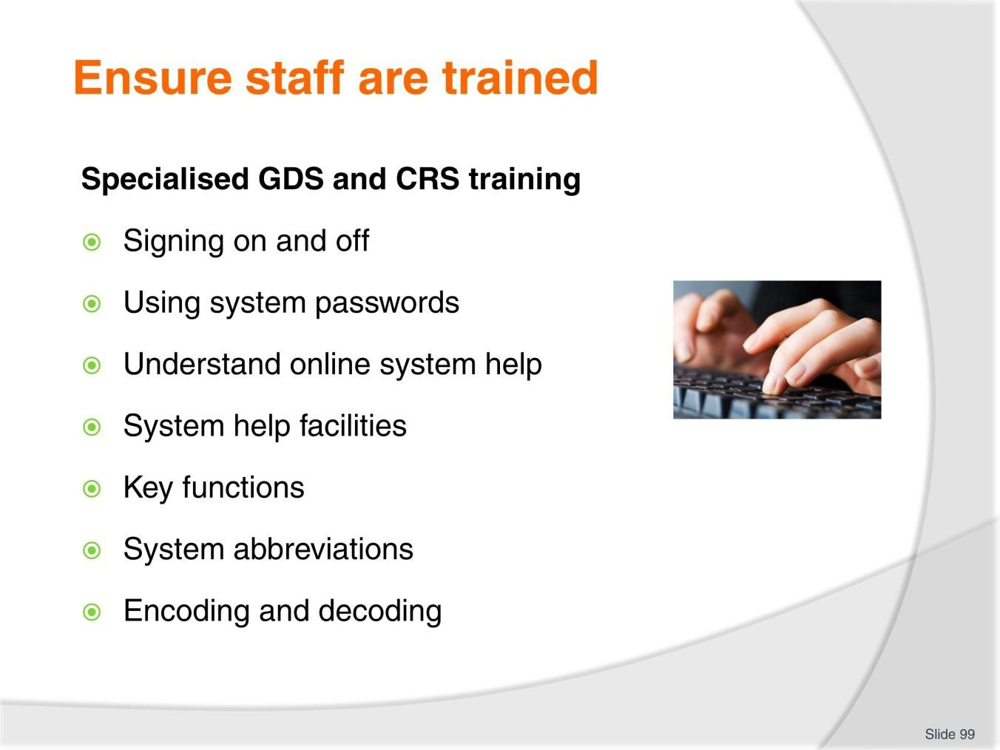 Ensure staff are trained
Specialised GDS and CRS training
Signing on and off
Using system passwords
Understand online system help
System help facilities
Key functions
System abbreviations
Encoding and decoding
Slide 99